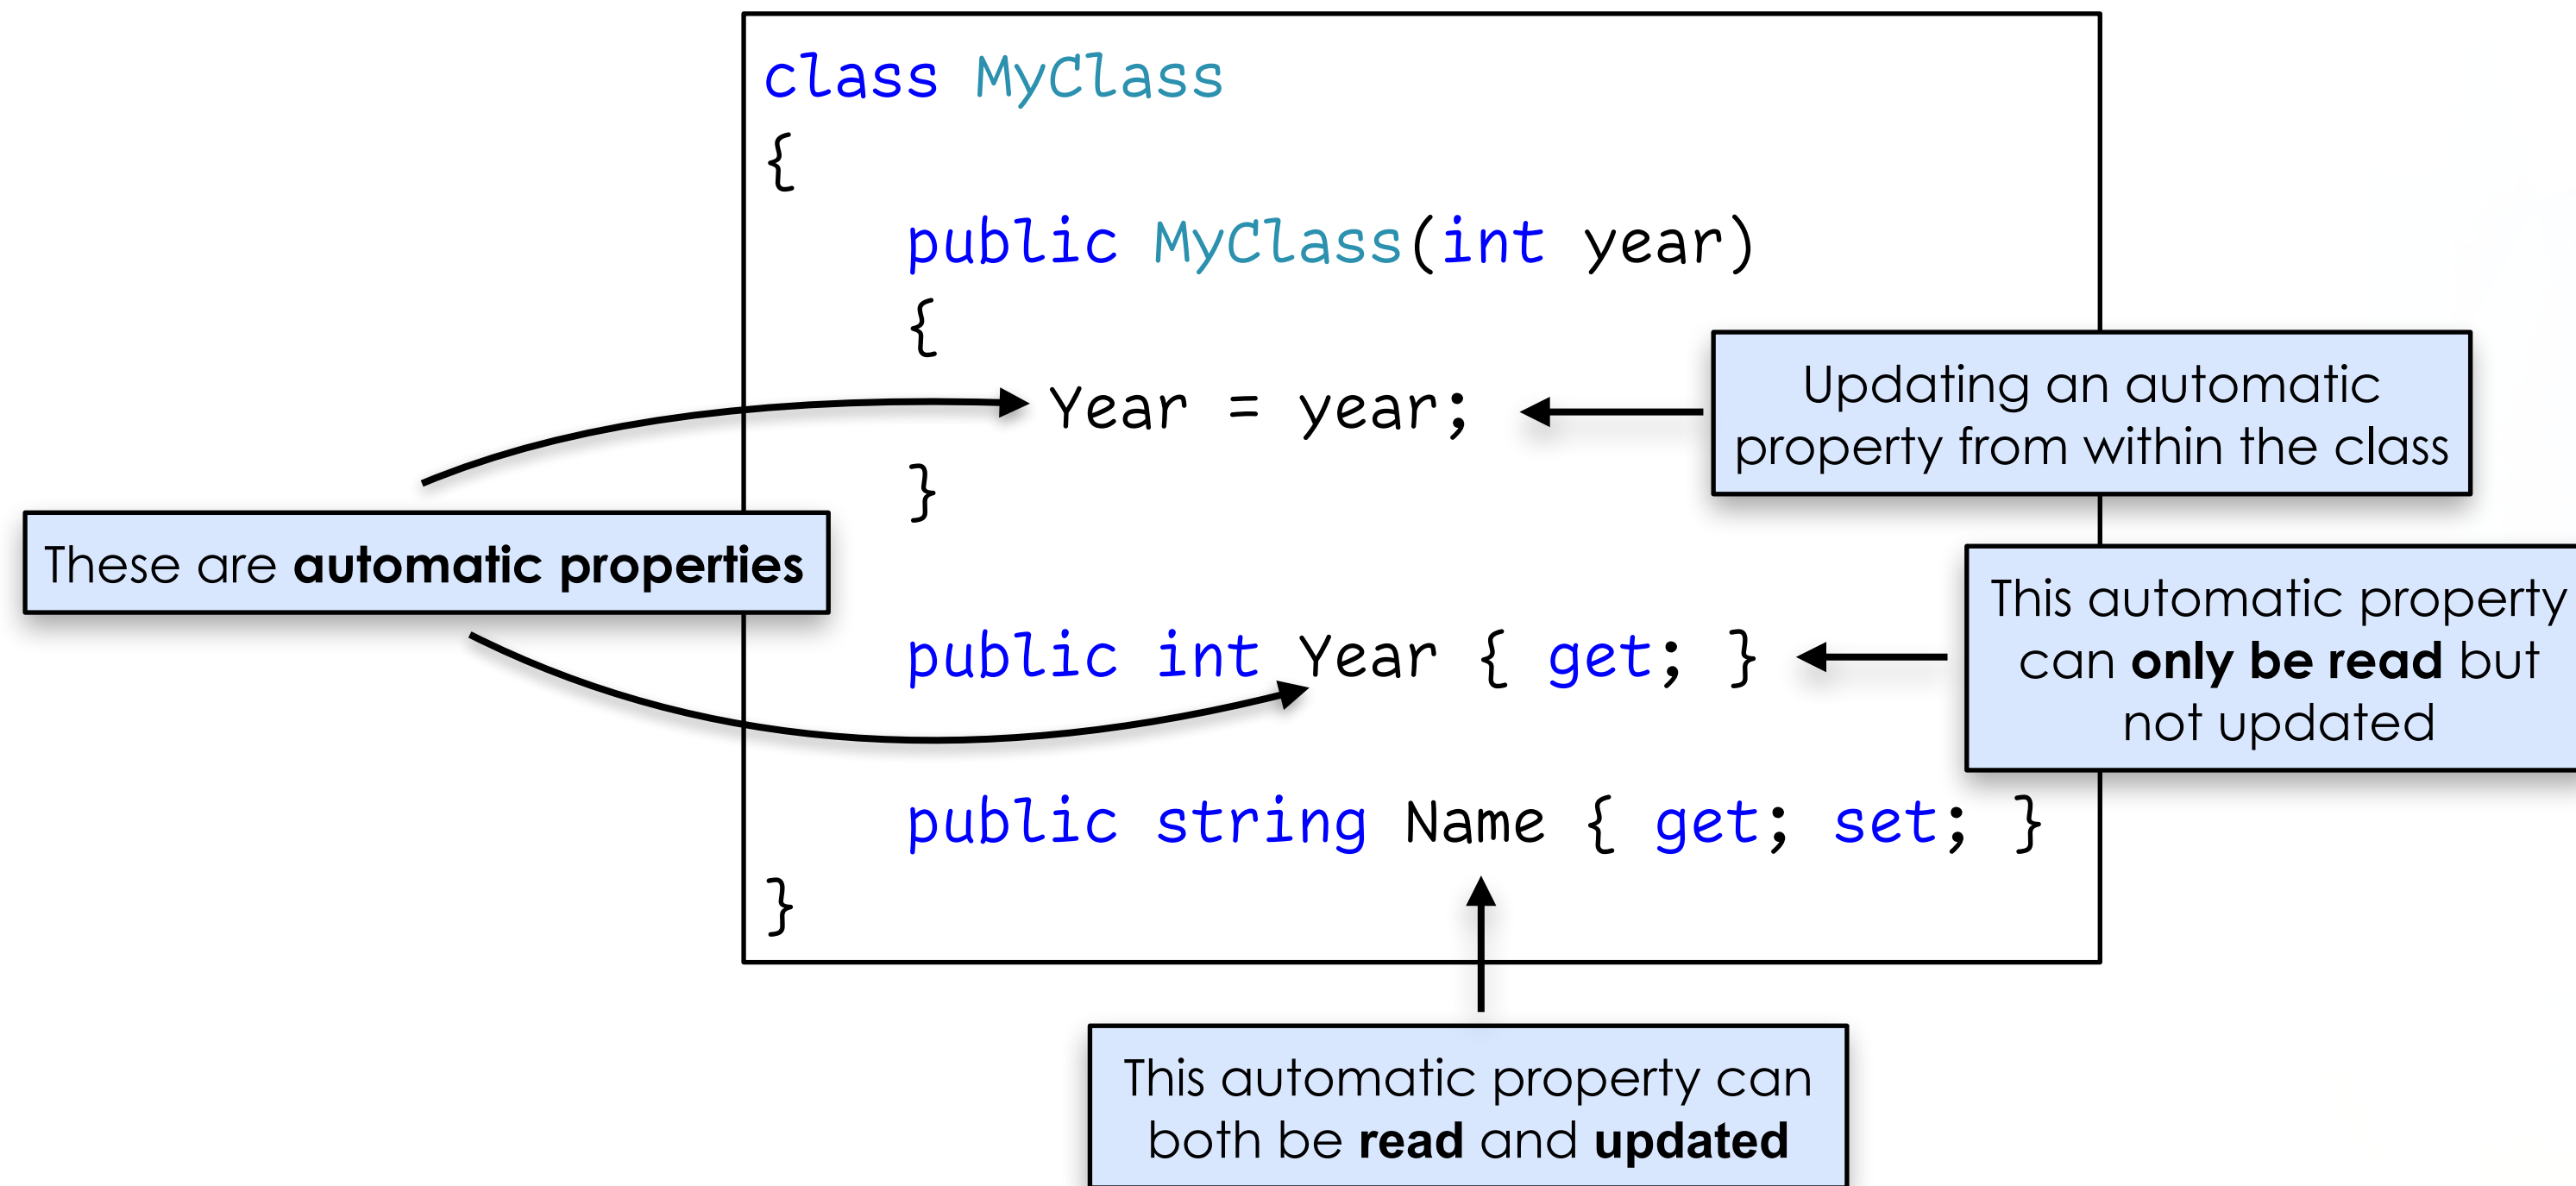 class MyClass
{
public MyClass(int year)
{
Year = year;
}
public int Year { get; }
public string Name { get; set; }
}
Updating an automatic
property from within the class
These are automatic properties
This automatic property
can only be read but
not updated
This automatic property can
both be read and updated